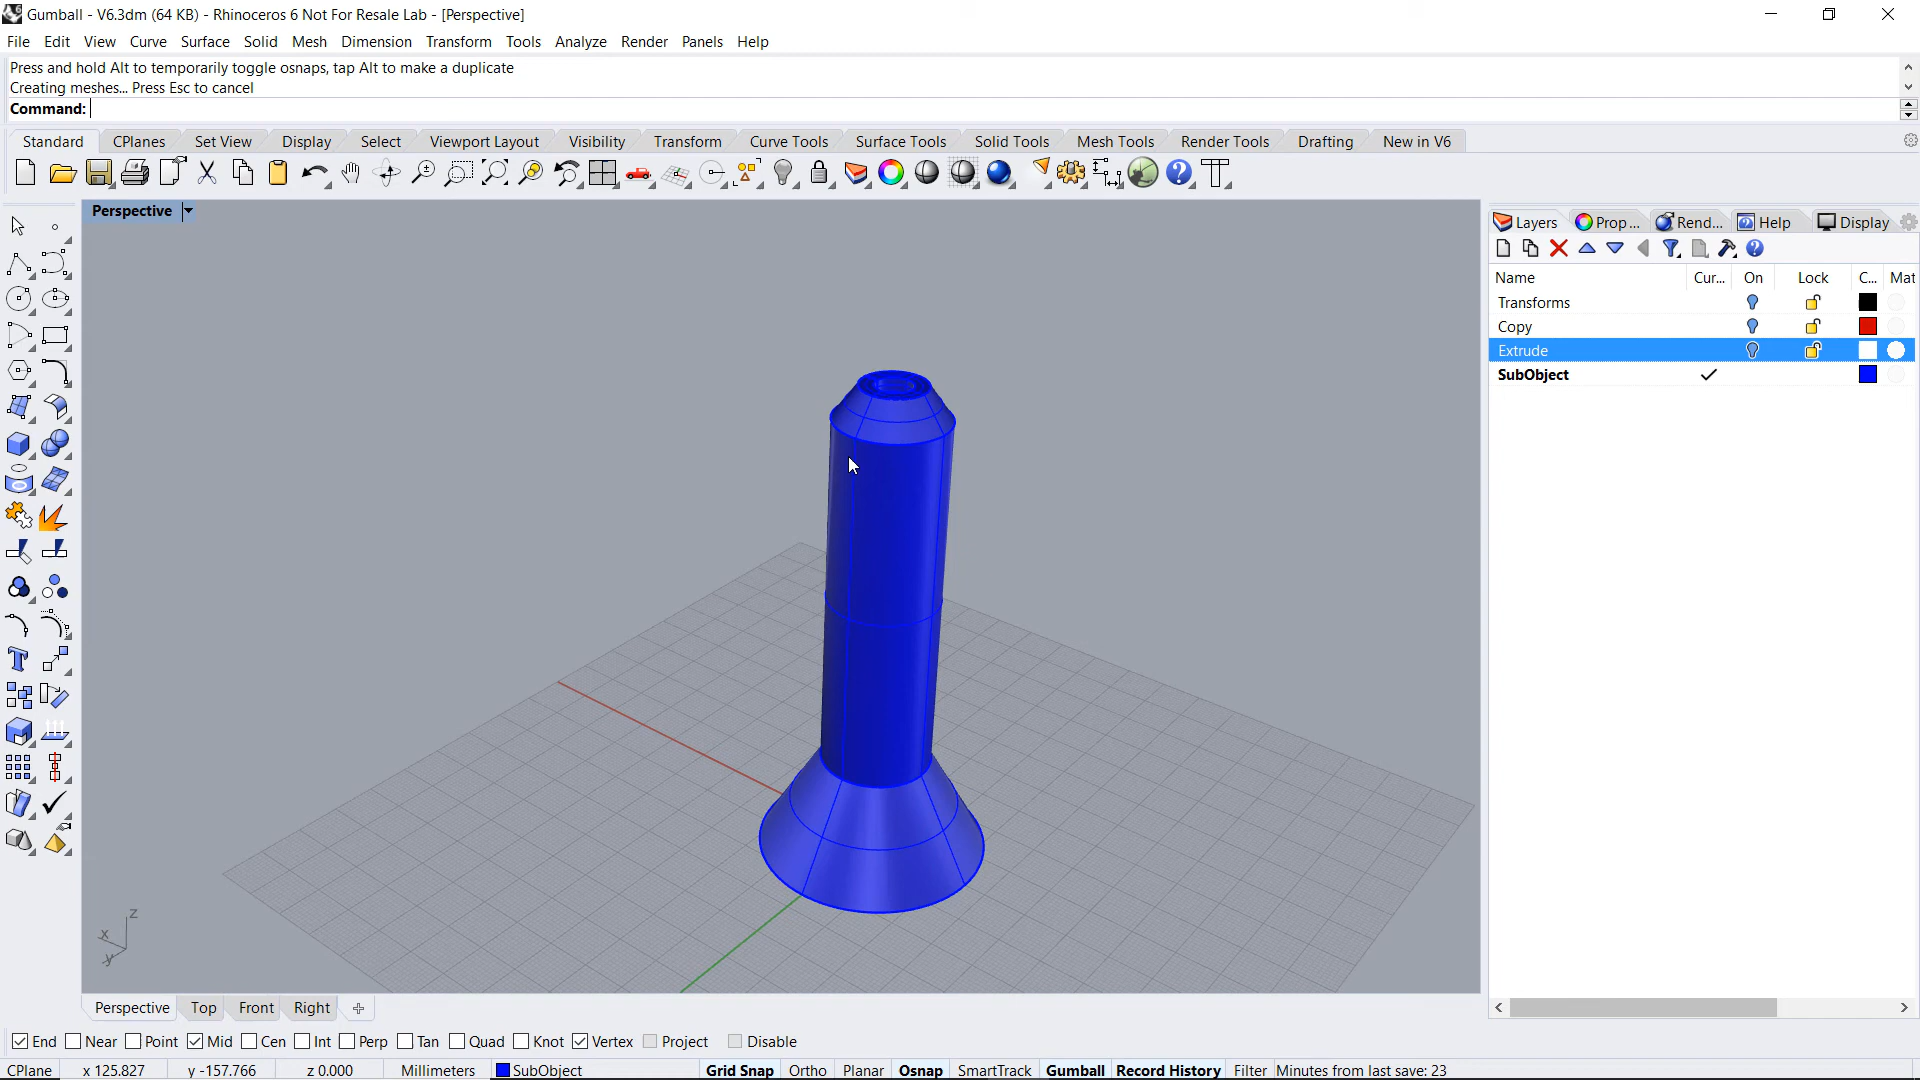 Gumball - V6.3dm (64 KB) - Rhinoceros 6 Not For Resale Lab - [Perspective]
File Edit View Curve Surface Solid Mesh Dimension Transform Tools Analyze Render Panels Help
Press and hold Alt to temporarily toggle osnaps, tap Alt to make a duplicate
Creating meshes... Press Esc to cancel
Command:
Standard CPlanes Set View Display Select Viewport Layout Visibility Transform Curve Tools Surface Tools Solid Tools Mesh Tools Render Tools Drafting New in V6
Perspective
Layers Prop ... Rend... Help Display
Name Cur... On Lock C... Mat
Transforms
Copy
Extrude
SubObject
z
x
y
Perspective Top Front Right
End Near Point Mid Cen Int Perp Tan Quad Knot Vertex Project Disable
CPlane x 125.827 y -157.766 z 0.000 Millimeters SubObject Grid Snap Ortho Planar Osnap SmartTrack Gumball Record History Filter Minutes from last save: 23